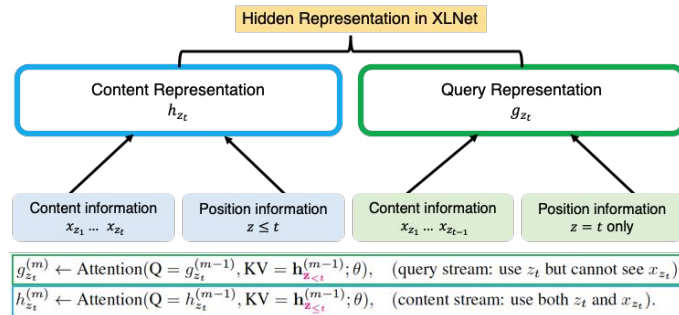 Hidden Representation in XLNet
Content Representation
h_{z_t}
Query Representation
g_{z_t}
Content information
x_{z_1} ... x_{z_t}
Position information
z ≤ t
Content information
x_{z_1} ... x_{z_{t-1}}
Position information
z = t only
g_{z_t}^{(m)} ← Attention(Q = g_{z_t}^{(m-1)}, KV = h_{z_{<t}}^{(m-1)}; θ), (query stream: use z_t but cannot see x_{z_t})
h_{z_t}^{(m)} ← Attention(Q = h_{z_t}^{(m-1)}, KV = h_{z_{≤t}}^{(m-1)}; θ), (content stream: use both z_t and x_{z_t}).